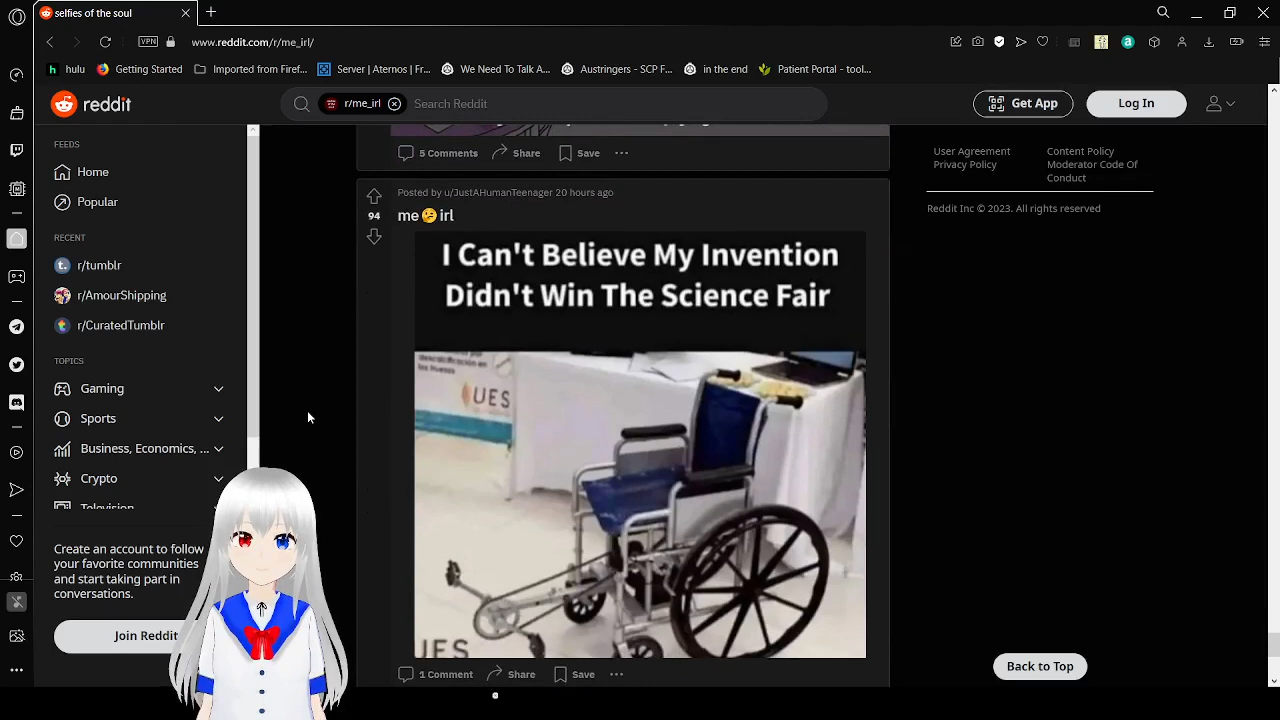 selfies of the soul
VPN
www.reddit.com/r/me_irl/
h hulu
Getting Started
Imported from Firef...
Server | Aternos | Fr...
We Need To Talk A...
Austringers - SCP F...
in the end
Patient Portal - tool...
reddit
r/me_irl
Search Reddit
Get App
Log In
FEEDS
Home
Popular
RECENT
r/tumblr
r/AmourShipping
r/CuratedTumblr
TOPICS
Gaming
Sports
Business, Economics, ...
Crypto
Television
Create an account to follow
your favorite communities
and start taking part in
conversations.
Join Reddit
5 Comments
Share
Save
Posted by u/JustAHumanTeenager 20 hours ago
94
me🤔irl
I Can't Believe My Invention
Didn't Win The Science Fair
los Huesos
UES
UES
1 Comment
Share
Save
User Agreement
Privacy Policy
Content Policy
Moderator Code Of
Conduct
Reddit Inc © 2023. All rights reserved
Back to Top